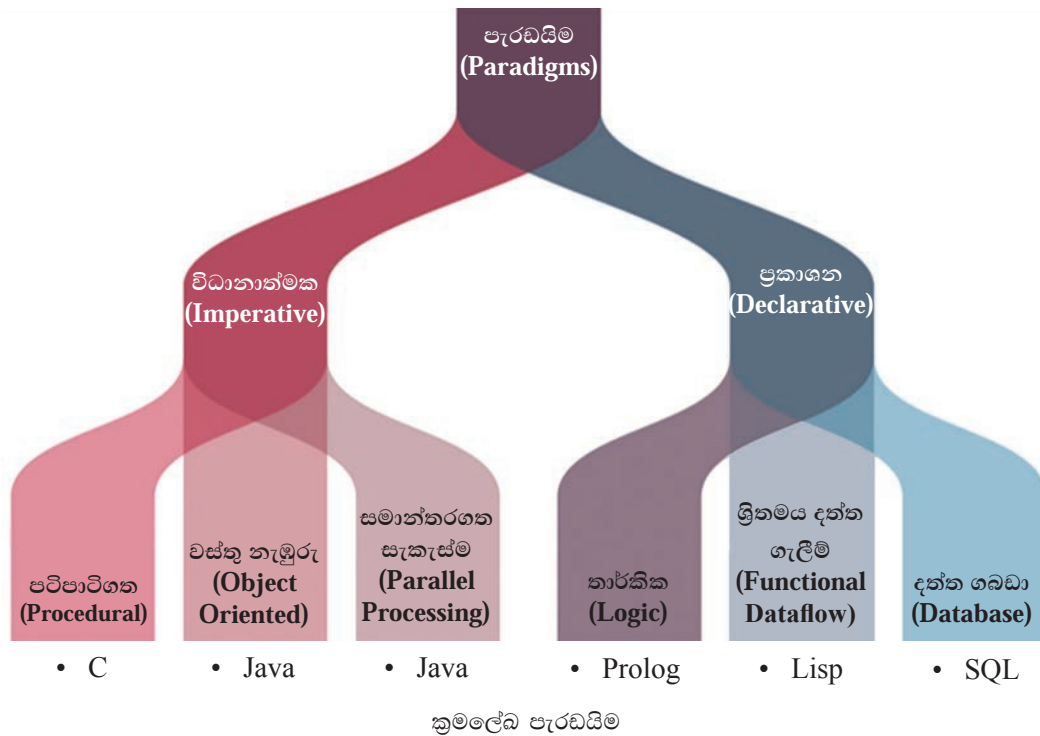 පැරඩයිම
(Paradigms)
විධානාත්මක
(Imperative)
ප්‍රකාශන
(Declarative)
පටිපාටිගත
(Procedural)
වස්තු නැඹුරු
(Object
Oriented)
සමාන්තරගත
සැකැස්ම
(Parallel
Processing)
තාර්කික
(Logic)
ශ්‍රිතමය දත්ත
ගැලීම්
(Functional
Dataflow)
දත්ත ගබඩා
(Database)
• C
• Java
• Java
• Prolog
• Lisp
• SQL
ක්‍රමලේඛ පැරඩයිම